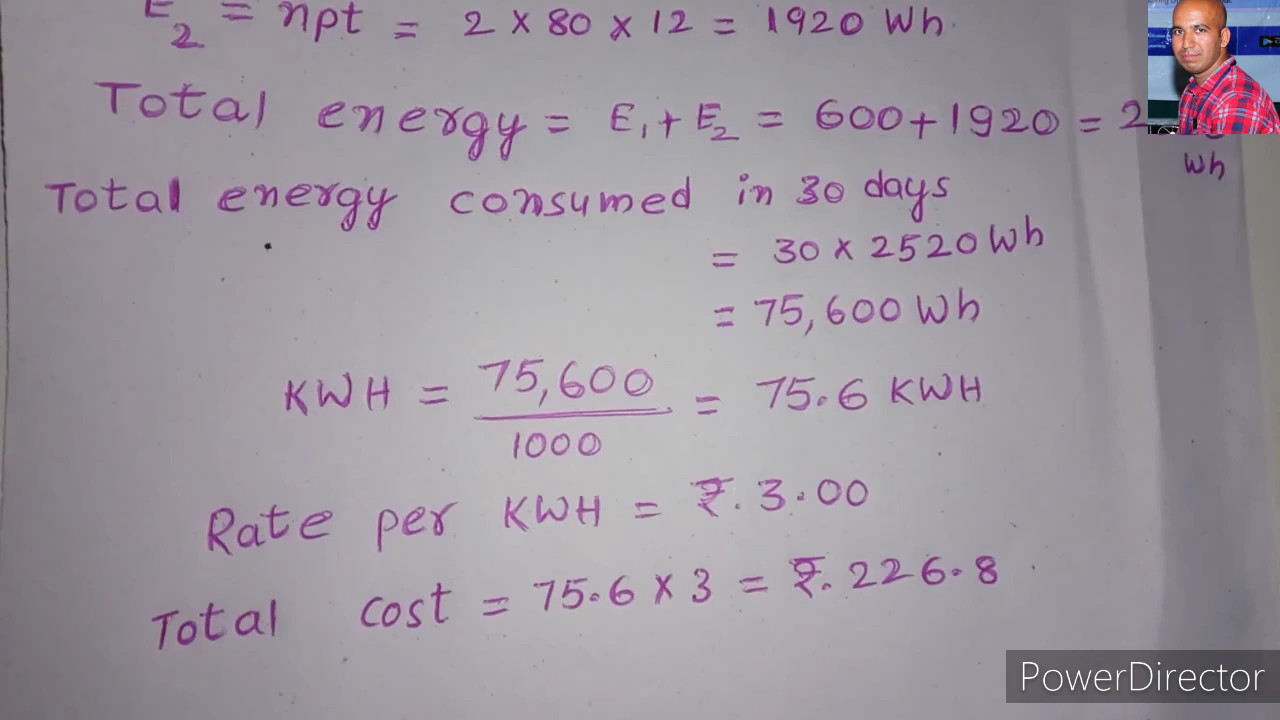 E₂ = npt = 2 × 80 × 12 = 1920 Wh.
Total energy = E₁ + E₂ = 600 + 1920 = 2
Wh
Total energy consumed in 30 days
= 30 × 2520 Wh
= 75,600 Wh
KWH = 75,600 / 1000 = 75.6 KWH
Rate per KWH = ₹. 3.00
Total cost = 75.6 × 3 = ₹. 226.8
PowerDirector